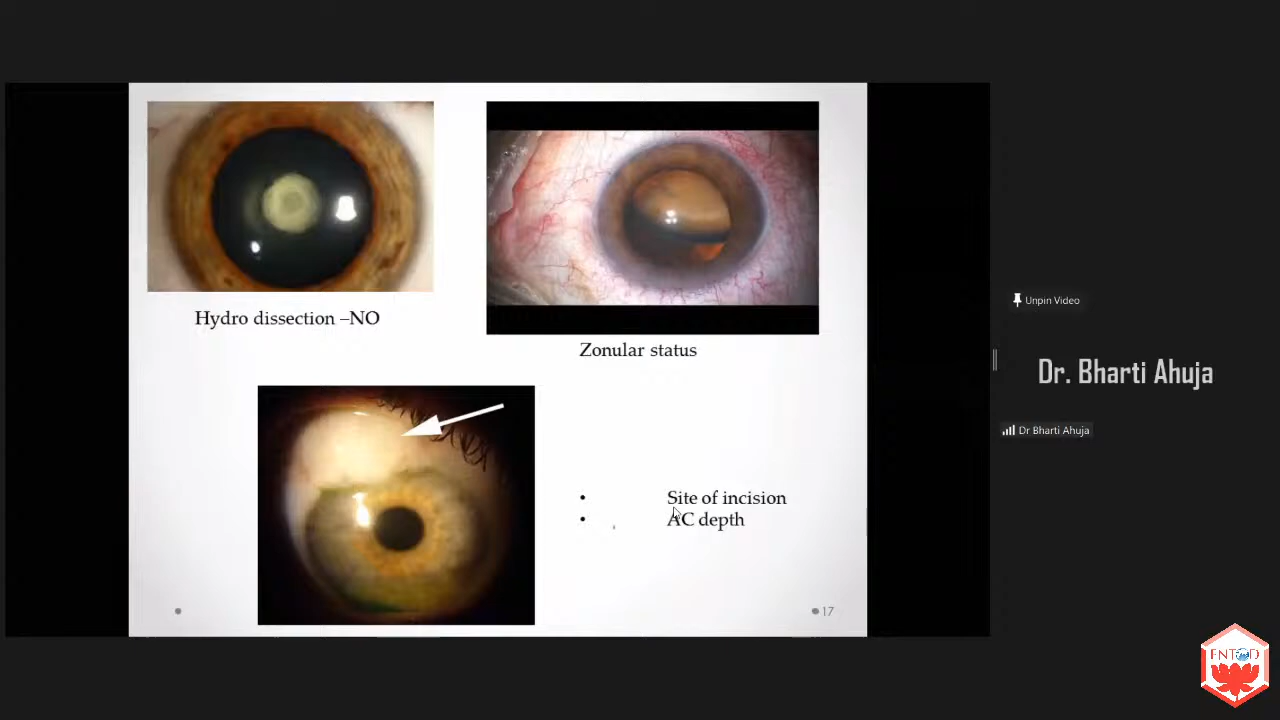 Hydro dissection –NO
Zonular status
• Site of incision
• AC depth
17
Unpin Video
Dr. Bharti Ahuja
Dr Bharti Ahuja
ENTOD